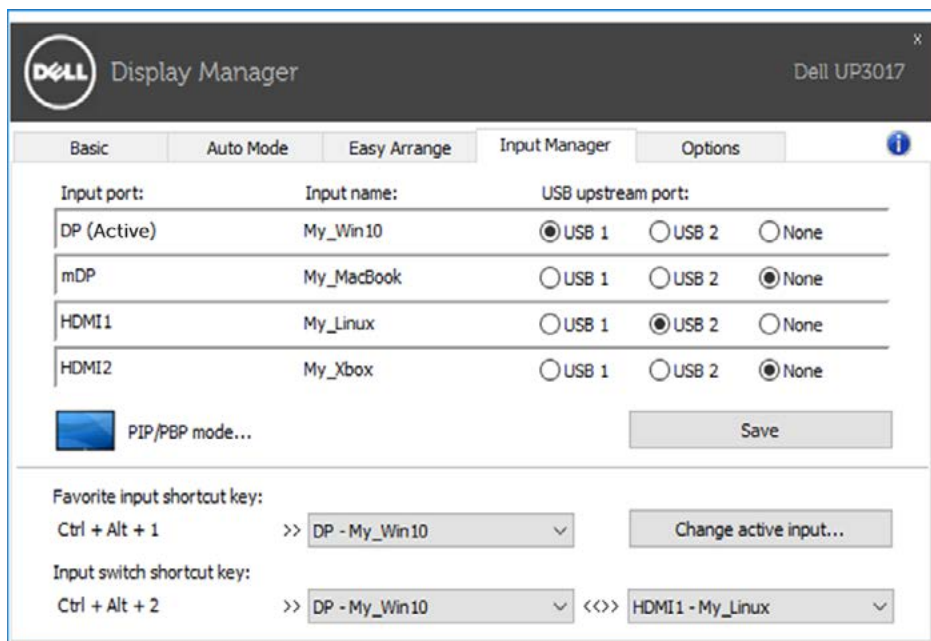 x
DELL Display Manager Dell UP3017
Basic Auto Mode Easy Arrange Input Manager Options i
Input port: Input name: USB upstream port:
DP (Active) My_Win10 USB 1 USB 2 None
mDP My_MacBook USB 1 USB 2 None
HDMI1 My_Linux USB 1 USB 2 None
HDMI2 My_Xbox USB 1 USB 2 None
PIP/PBP mode... Save
Favorite input shortcut key:
Ctrl + Alt + 1 >> DP - My_Win10 Change active input...
Input switch shortcut key:
Ctrl + Alt + 2 >> DP - My_Win10 <<>> HDMI1 - My_Linux